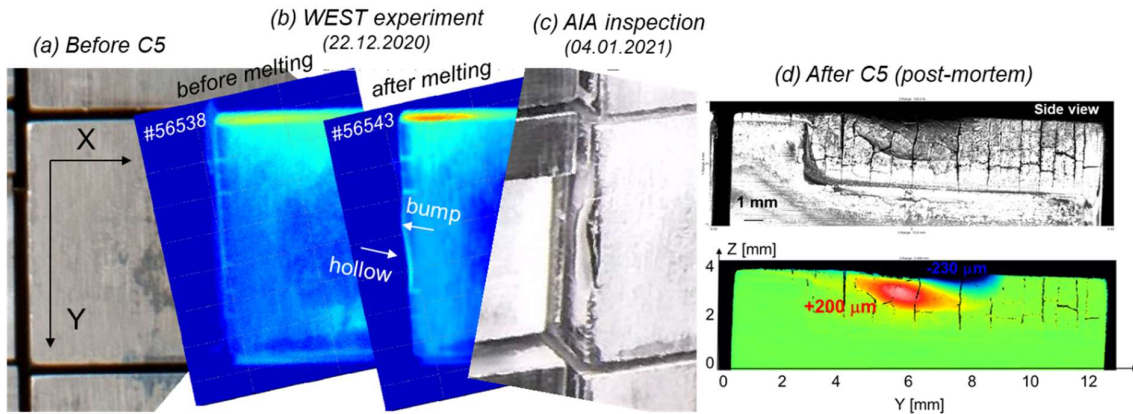 (b) WEST experiment
(22.12.2020)
(c) AIA inspection
(04.01.2021)
(a) Before C5
(d) After C5 (post-mortem)
before melting
after melting
#56538
#56543
X
Y
bump
hollow
Side view
1 mm
Z [mm]
4
2
0
-230 μm
+200 μm
0 2 4 6 8 10 12
Y [mm]